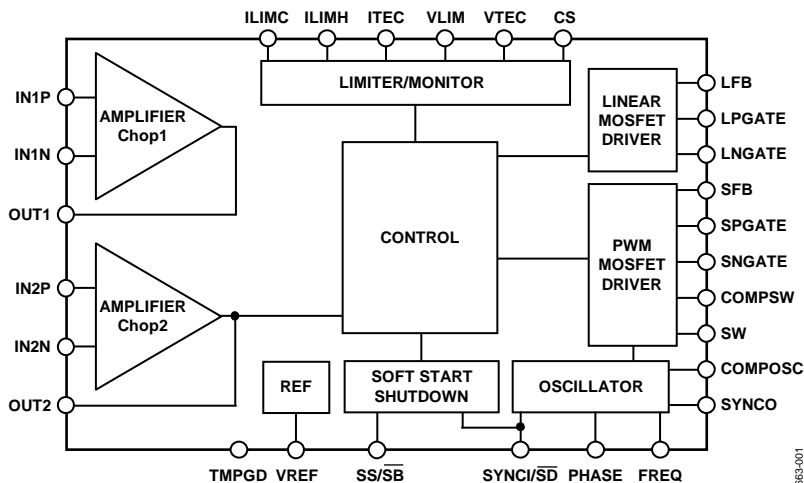 ILIMC ILIMH ITEC VLIM VTEC CS
LIMITER/MONITOR
IN1P
AMPLIFIER
Chop1
IN1N
OUT1
LINEAR
MOSFET
DRIVER
LFB
LPGATE
LNGATE
CONTROL
PWM
MOSFET
DRIVER
SFB
SPGATE
SNGATE
COMPSW
SW
IN2P
AMPLIFIER
Chop2
IN2N
OUT2
REF
SOFT START
SHUTDOWN
OSCILLATOR
COMPOSC
SYNCO
TMPGD VREF SS/SB SYNCI/SD PHASE FREQ